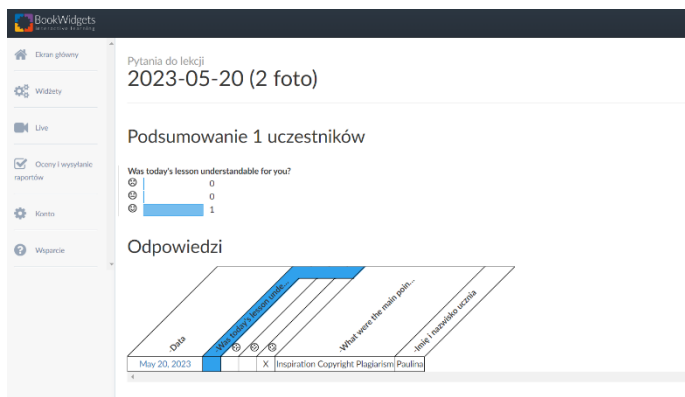 BookWidgets
interactive learning
Ekran główny
Widżety
Live
Oceny i wysyłanie
raportów
Konto
Wsparcie
Pytania do lekcji
2023-05-20 (2 foto)
Podsumowanie 1 uczestników
Was today's lesson understandable for you?
0
0
1
Odpowiedzi
-Data
-Was today's lesson unde...
-What were the main poin...
-Imię i nazwisko ucznia
May 20, 2023 X Inspiration Copyright Plagiarism Paulina